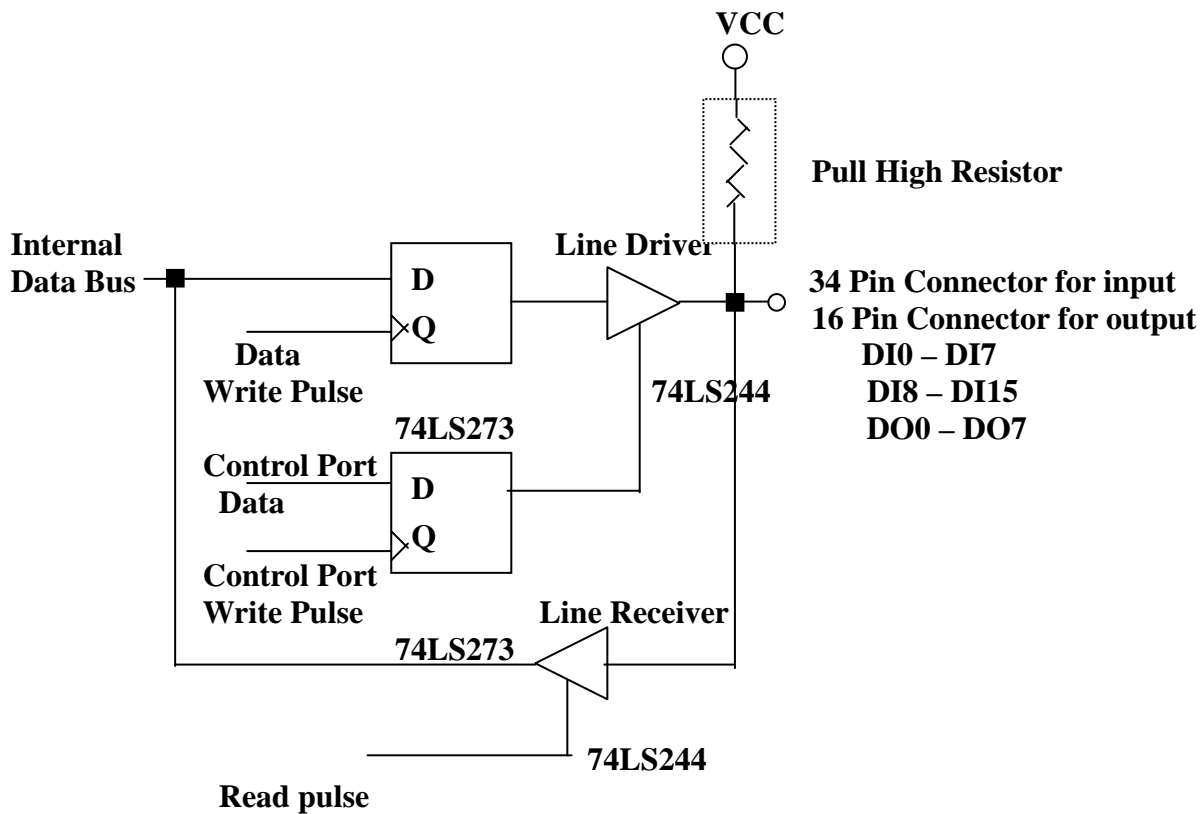 VCC
Pull High Resistor
Internal
Data Bus
Line Driver
D
Q
34 Pin Connector for input
16 Pin Connector for output
DI0 – DI7
DI8 – DI15
DO0 – DO7
Data
Write Pulse
74LS244
74LS273
Control Port
Data
D
Q
Control Port
Write Pulse
Line Receiver
74LS273
74LS244
Read pulse